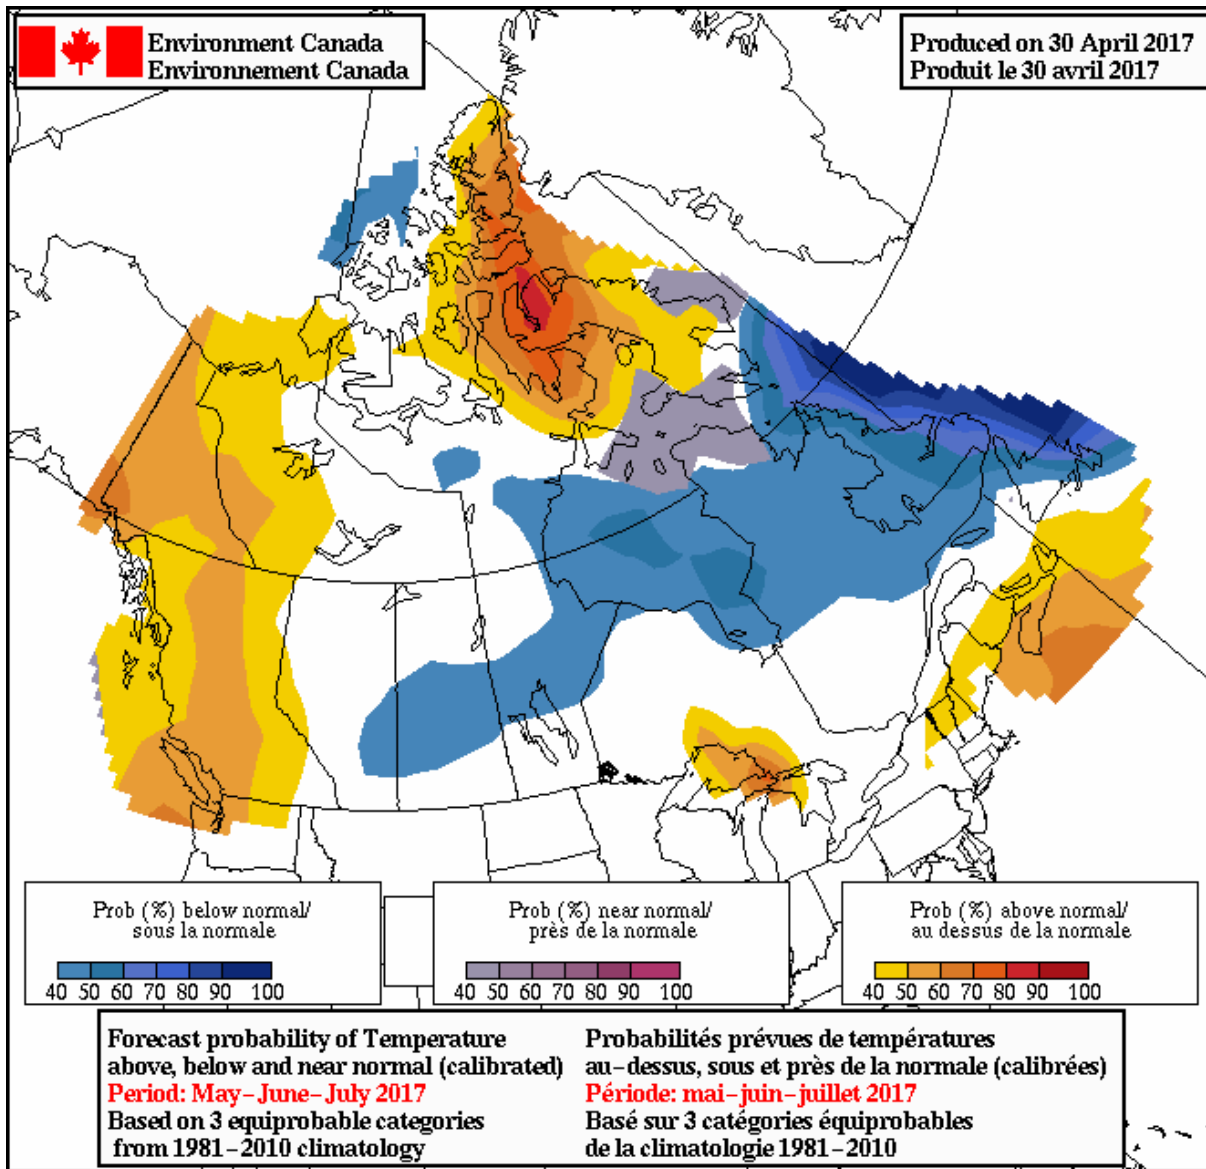 Environment Canada
Environnement Canada
Produced on 30 April 2017
Produit le 30 avril 2017
Prob (%) below normal/
sous la normale
40 50 60 70 80 90 100
Prob (%) near normal/
près de la normale
40 50 60 70 80 90 100
Prob (%) above normal/
au dessus de la normale
40 50 60 70 80 90 100
Forecast probability of Temperature
above, below and near normal (calibrated)
Period: May-June-July 2017
Based on 3 equiprobable categories
from 1981-2010 climatology
Probabilités prévues de températures
au-dessus, sous et près de la normale (calibrées)
Période: mai-juin-juillet 2017
Basé sur 3 catégories équiprobables
de la climatologie 1981-2010